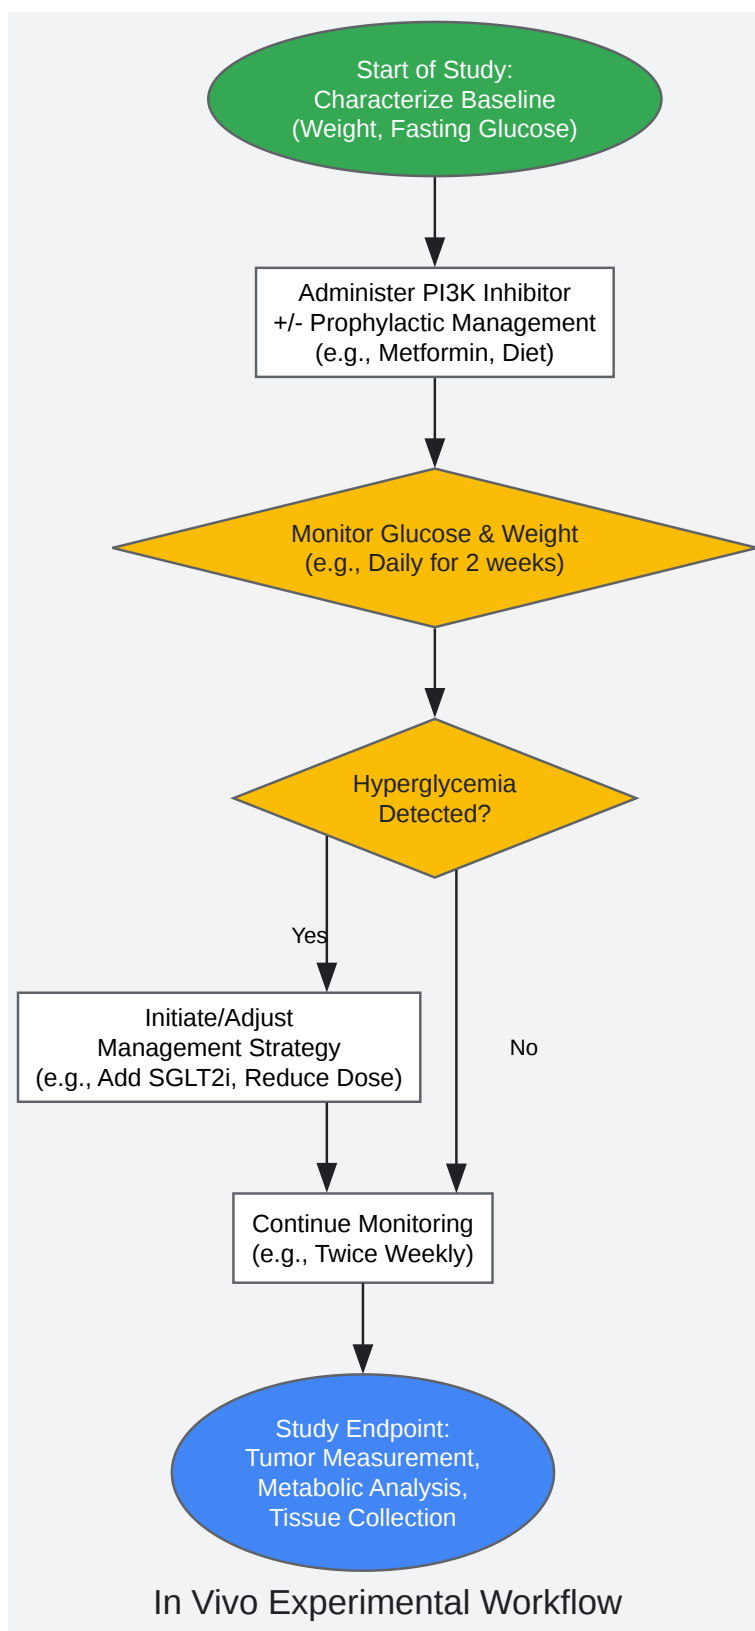 Start of Study:
Characterize Baseline
(Weight, Fasting Glucose)
Administer PI3K Inhibitor
+/- Prophylactic Management
(e.g., Metformin, Diet)
Monitor Glucose & Weight
(e.g., Daily for 2 weeks)
Hyperglycemia
Detected?
Yes
Initiate/Adjust
Management Strategy
(e.g., Add SGLT2i, Reduce Dose)
No
Continue Monitoring
(e.g., Twice Weekly)
Study Endpoint:
Tumor Measurement,
Metabolic Analysis,
Tissue Collection
In Vivo Experimental Workflow